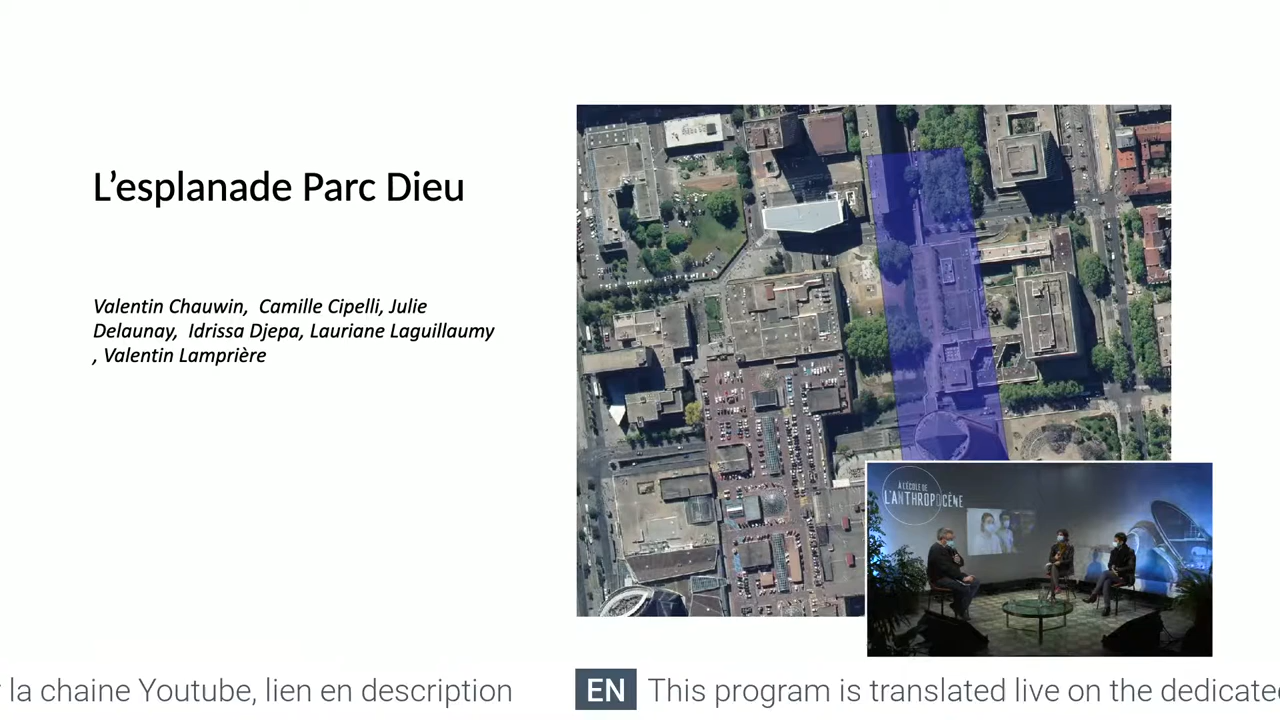 L’esplanade Parc Dieu
Valentin Chauwin,  Camille Cipelli, Julie
Delaunay,  Idrissa Djepa, Lauriane Laguillaumy
, Valentin Lamprière
À L'ÉCOLE DE
L'ANTHROPOCÈNE
la chaine Youtube, lien en description
EN This program is translated live on the dedicated